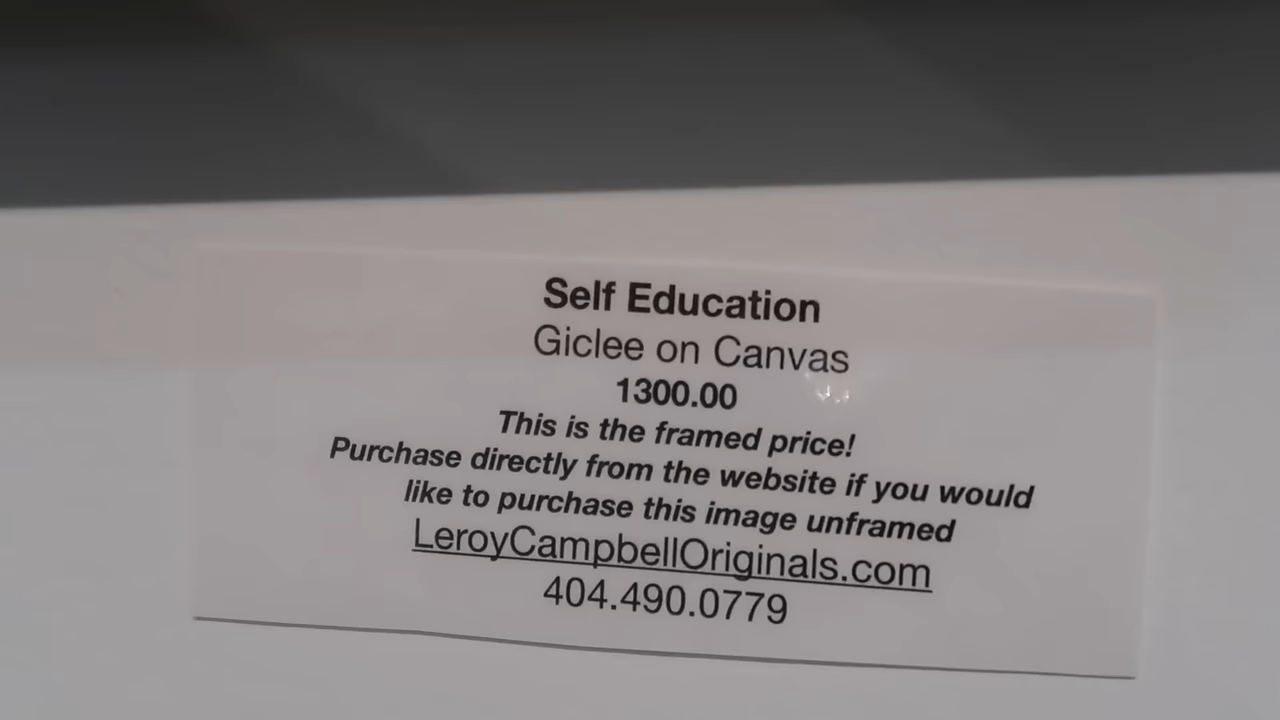 Self Education
Giclee on Canvas
1300.00
This is the framed price!
Purchase directly from the website if you would
like to purchase this image unframed
LeroyCampbellOriginals.com
404.490.0779